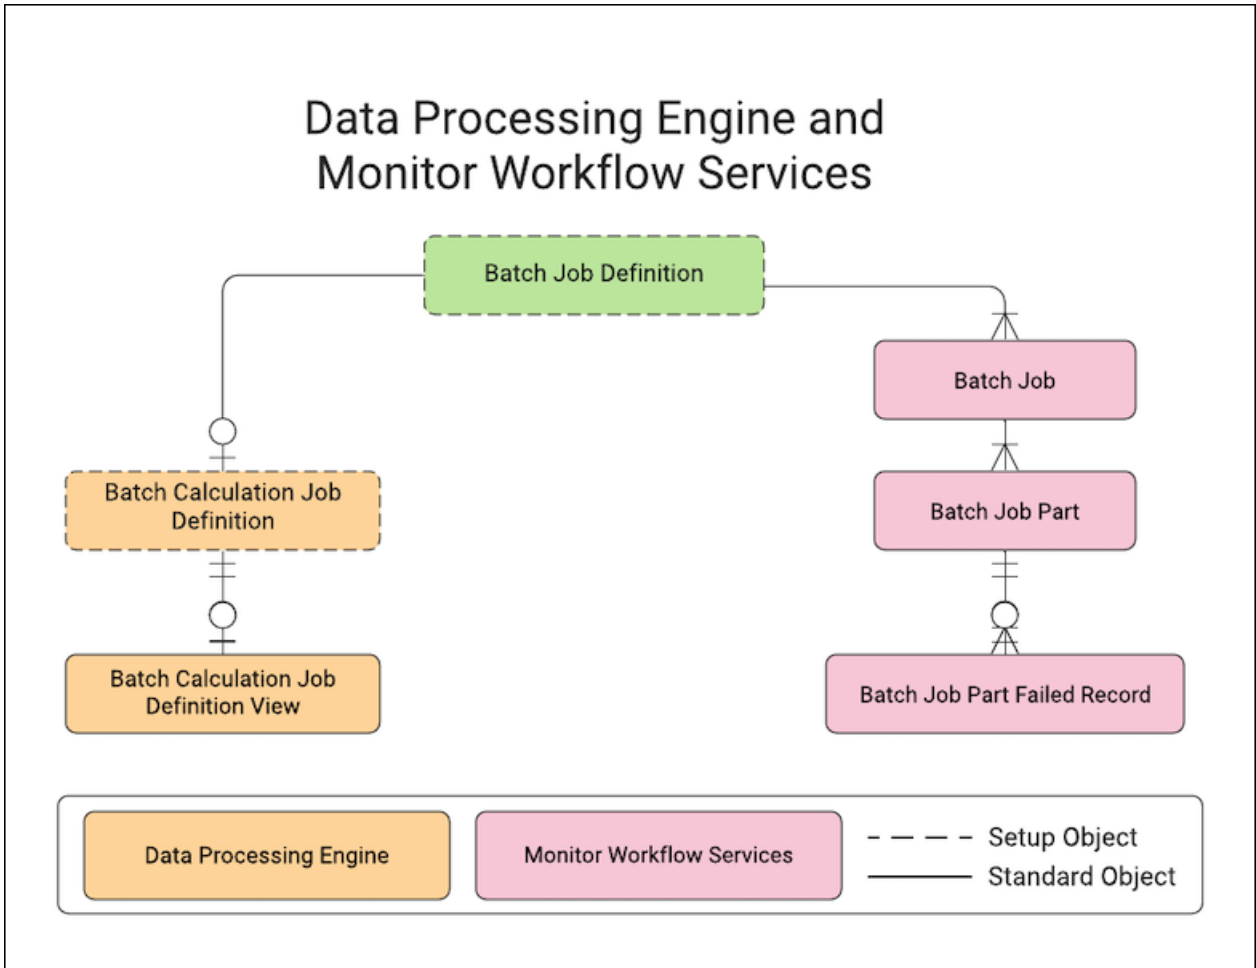 Data Processing Engine and
Monitor Workflow Services
Batch Job Definition
Batch Job
Batch Calculation Job
Definition
Batch Job Part
Batch Calculation Job
Definition View
Batch Job Part Failed Record
Data Processing Engine
Monitor Workflow Services
Setup Object
Standard Object